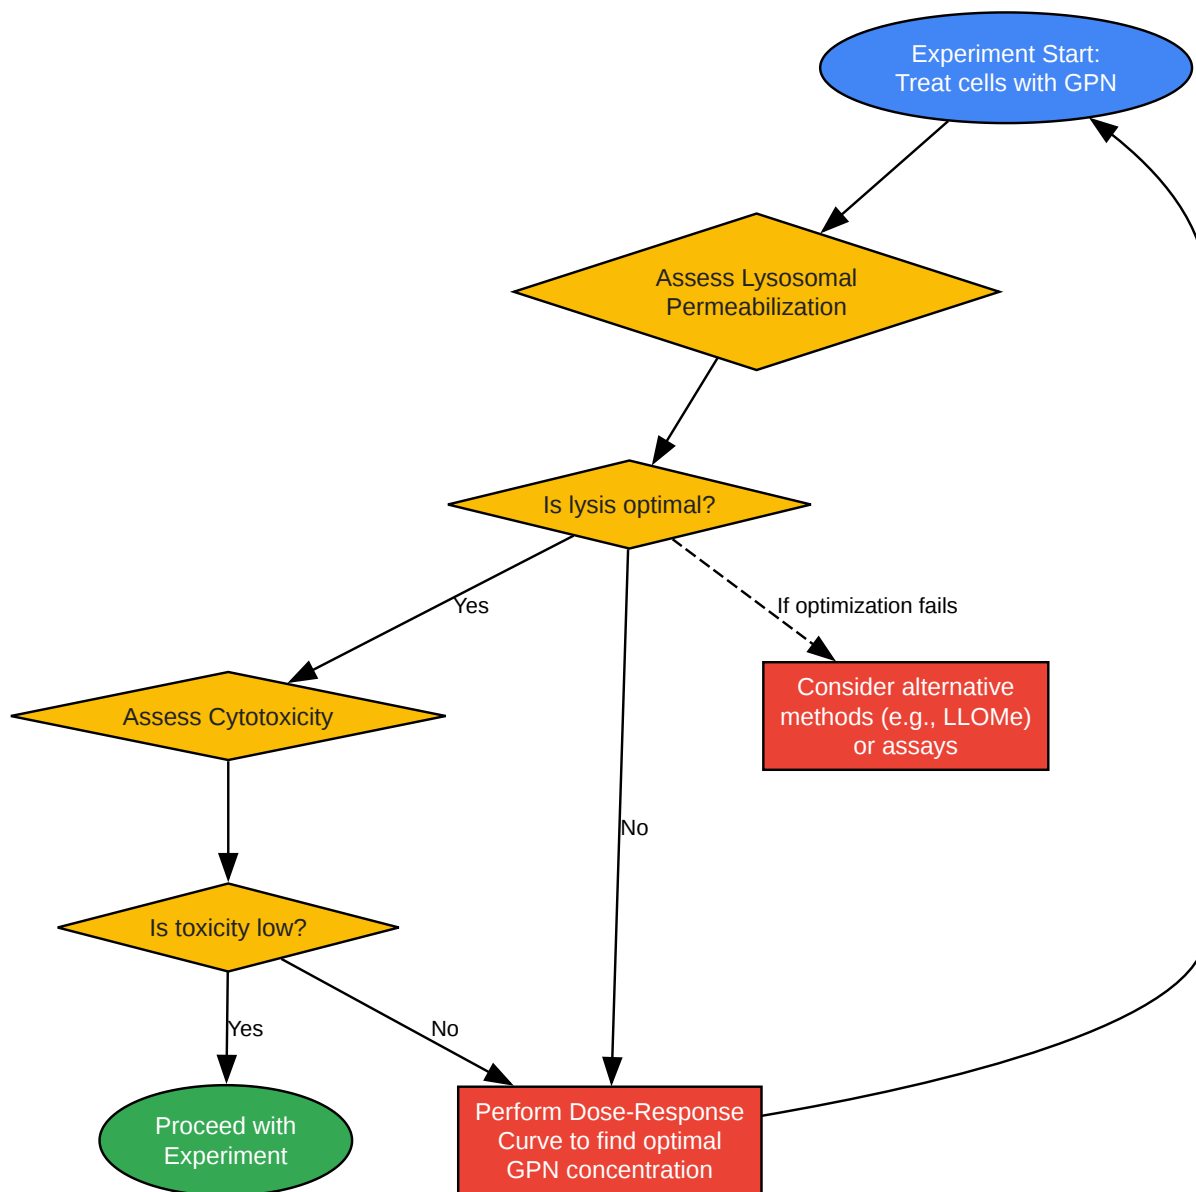 Experiment Start:
Treat cells with GPN
Assess Lysosomal
Permeabilization
Is lysis optimal?
Yes
If optimization fails
Assess Cytotoxicity
Consider alternative
methods (e.g., LLOMe)
or assays
No
Is toxicity low?
Yes
No
Proceed with
Experiment
Perform Dose-Response
Curve to find optimal
GPN concentration